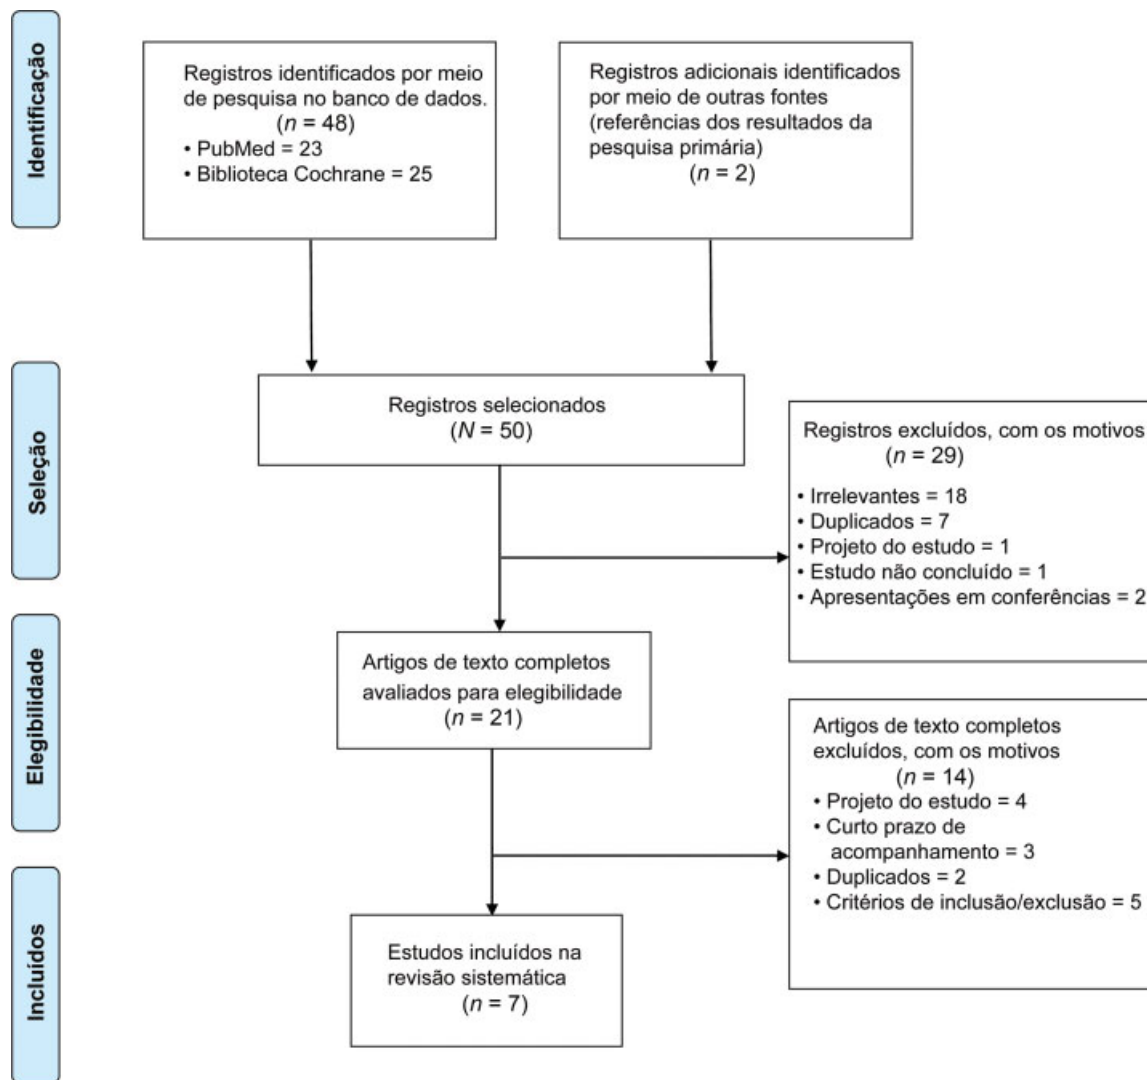 Identificação
Registros identificados por meio
de pesquisa no banco de dados.
(n = 48)
• PubMed = 23
• Biblioteca Cochrane = 25
Registros adicionais identificados
por meio de outras fontes
(referências dos resultados da
pesquisa primária)
(n = 2)
Seleção
Registros selecionados
(N = 50)
Registros excluídos, com os motivos
(n = 29)
• Irrelevantes = 18
• Duplicados = 7
• Projeto do estudo = 1
• Estudo não concluído = 1
• Apresentações em conferências = 2
Elegibilidade
Artigos de texto completos
avaliados para elegibilidade
(n = 21)
Artigos de texto completos
excluídos, com os motivos
(n = 14)
• Projeto do estudo = 4
• Curto prazo de
acompanhamento = 3
• Duplicados = 2
• Critérios de inclusão/exclusão = 5
Incluídos
Estudos incluídos na
revisão sistemática
(n = 7)